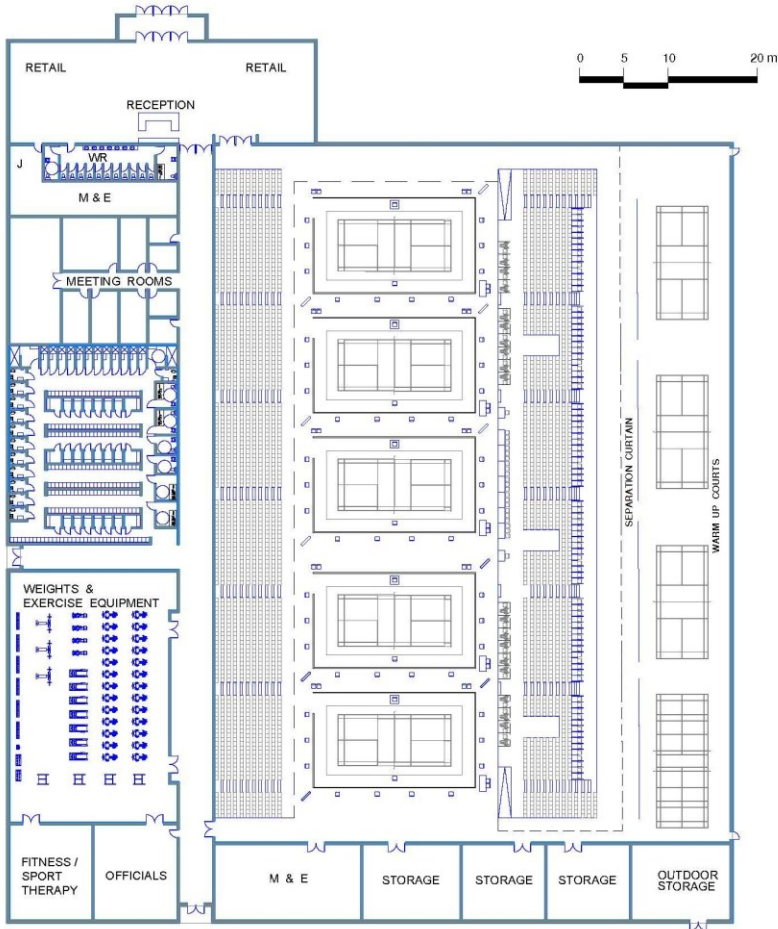 0 5 10 20 m
RETAIL
RETAIL
RECEPTION
J
WR
M & E
MEETING ROOMS
SEPARATION CURTAIN
WARM UP COURTS
WEIGHTS &
EXERCISE EQUIPMENT
FITNESS /
SPORT
THERAPY
OFFICIALS
M & E
STORAGE
STORAGE
STORAGE
OUTDOOR
STORAGE